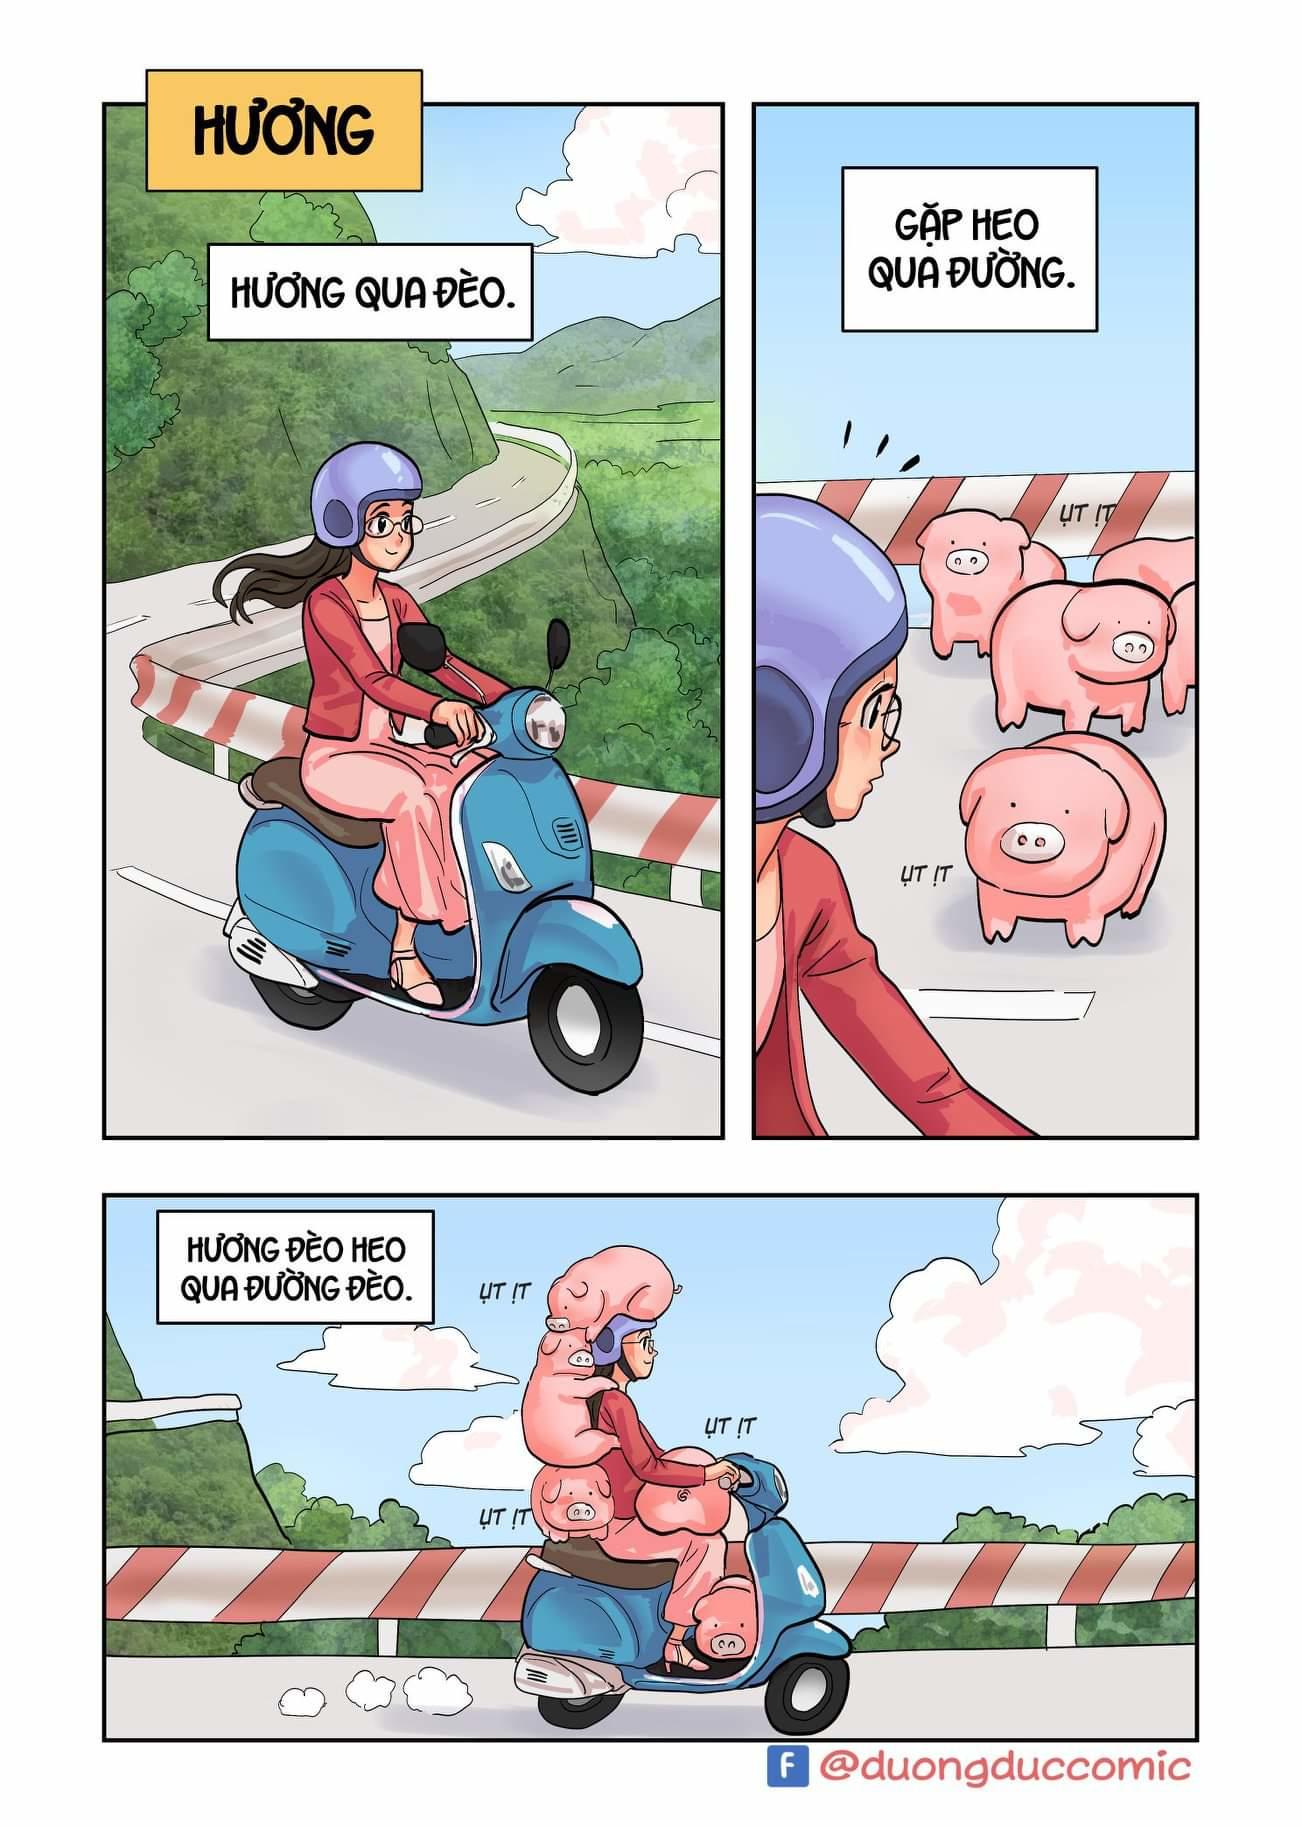 HƯƠNG
HƯƠNG QUA ĐÈO.
GẶP HEO
QUA ĐƯỜNG.
ỤT ỊT
ỤT ỊT
HƯƠNG ĐÈO HEO
QUA ĐƯỜNG ĐÈO.
ỤT ỊT
ỤT ỊT
ỤT ỊT
f @duongduccomic